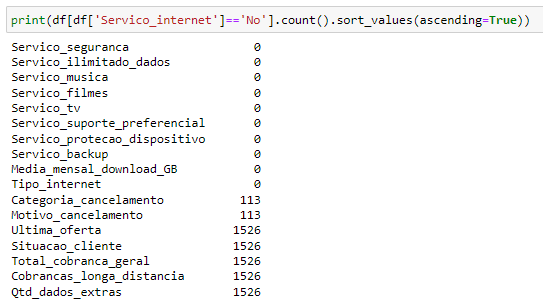 print(df[df['Servico_internet']=='No'].count().sort_values(ascending=True))
Servico_seguranca 0
Servico_ilimitado_dados 0
Servico_musica 0
Servico_filmes 0
Servico_tv 0
Servico_suporte_preferencial 0
Servico_protecao_dispositivo 0
Servico_backup 0
Media_mensal_download_GB 0
Tipo_internet 0
Categoria_cancelamento 113
Motivo_cancelamento 113
Ultima_oferta 1526
Situacao_cliente 1526
Total_cobranca_geral 1526
Cobrancas_longa_distancia 1526
Qtd_dados_extras 1526